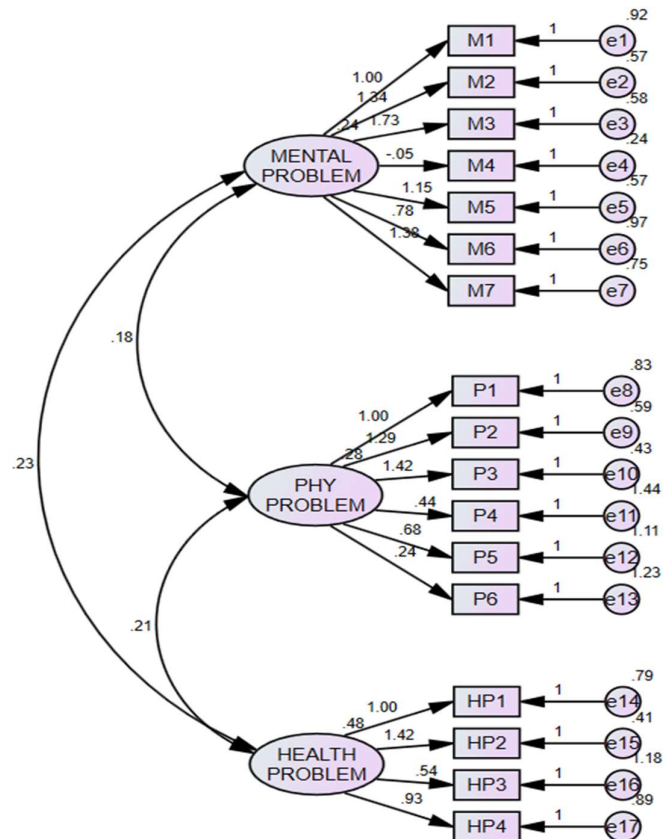 .92
M1 1 e1
1.00
.57
M2 1 e2
1.34
.58
M3 1 e3
.24 1.73
.24
MENTAL
PROBLEM
-.05
M4 1 e4
.57
1.15
M5 1 e5
.97
.78
M6 1 e6
.75
1.38
M7 1 e7
.18
.83
P1 1 e8
1.00
.59
P2 1 e9
1.29
.43
.28
PHY
PROBLEM
1.42
P3 1 e10
1.44
.44
P4 1 e11
1.11
.68
P5 1 e12
1.23
.24
P6 1 e13
.23
.21
.79
HP1 1 e14
1.00
.41
.48
1.42
HP2 1 e15
1.18
HEALTH
PROBLEM
.54
HP3 1 e16
.89
.93
HP4 1 e17